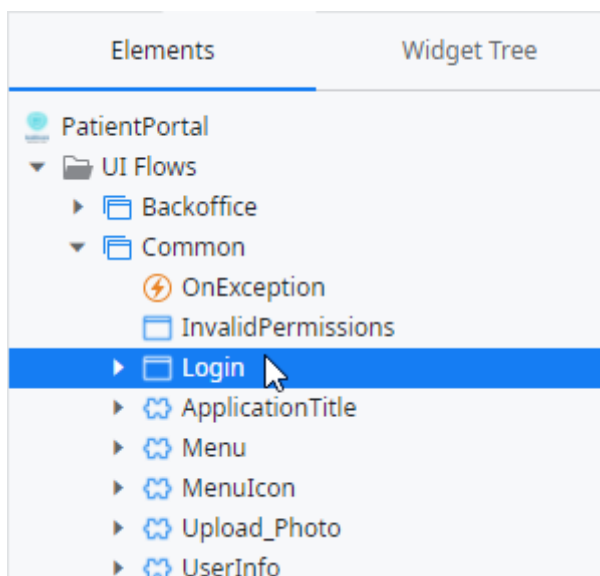 Elements Widget Tree
PatientPortal
UI Flows
Backoffice
Common
OnException
InvalidPermissions
Login
ApplicationTitle
Menu
MenuIcon
Upload_Photo
UserInfo